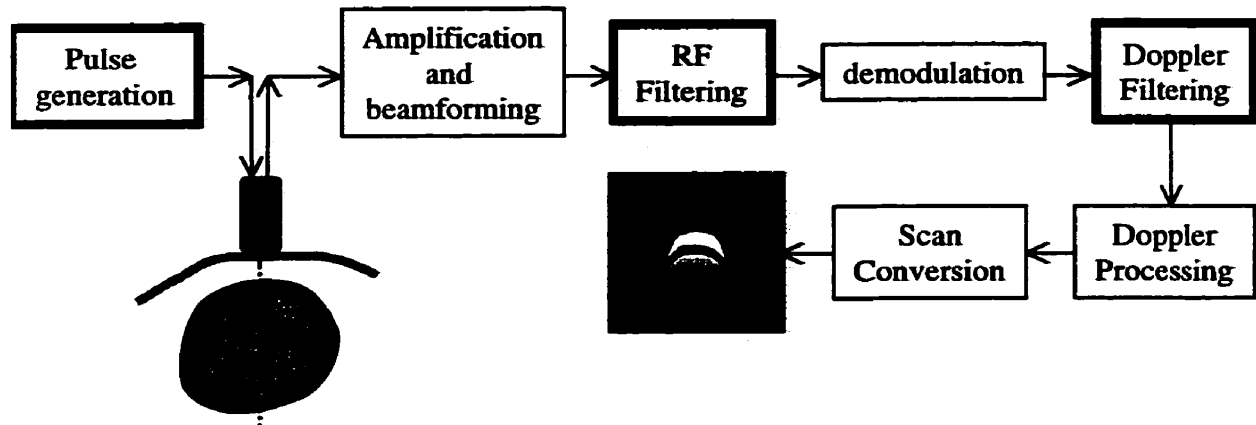 Pulse
generation
Amplification
and
beamforming
RF
Filtering
demodulation
Doppler
Filtering
Doppler
Processing
Scan
Conversion